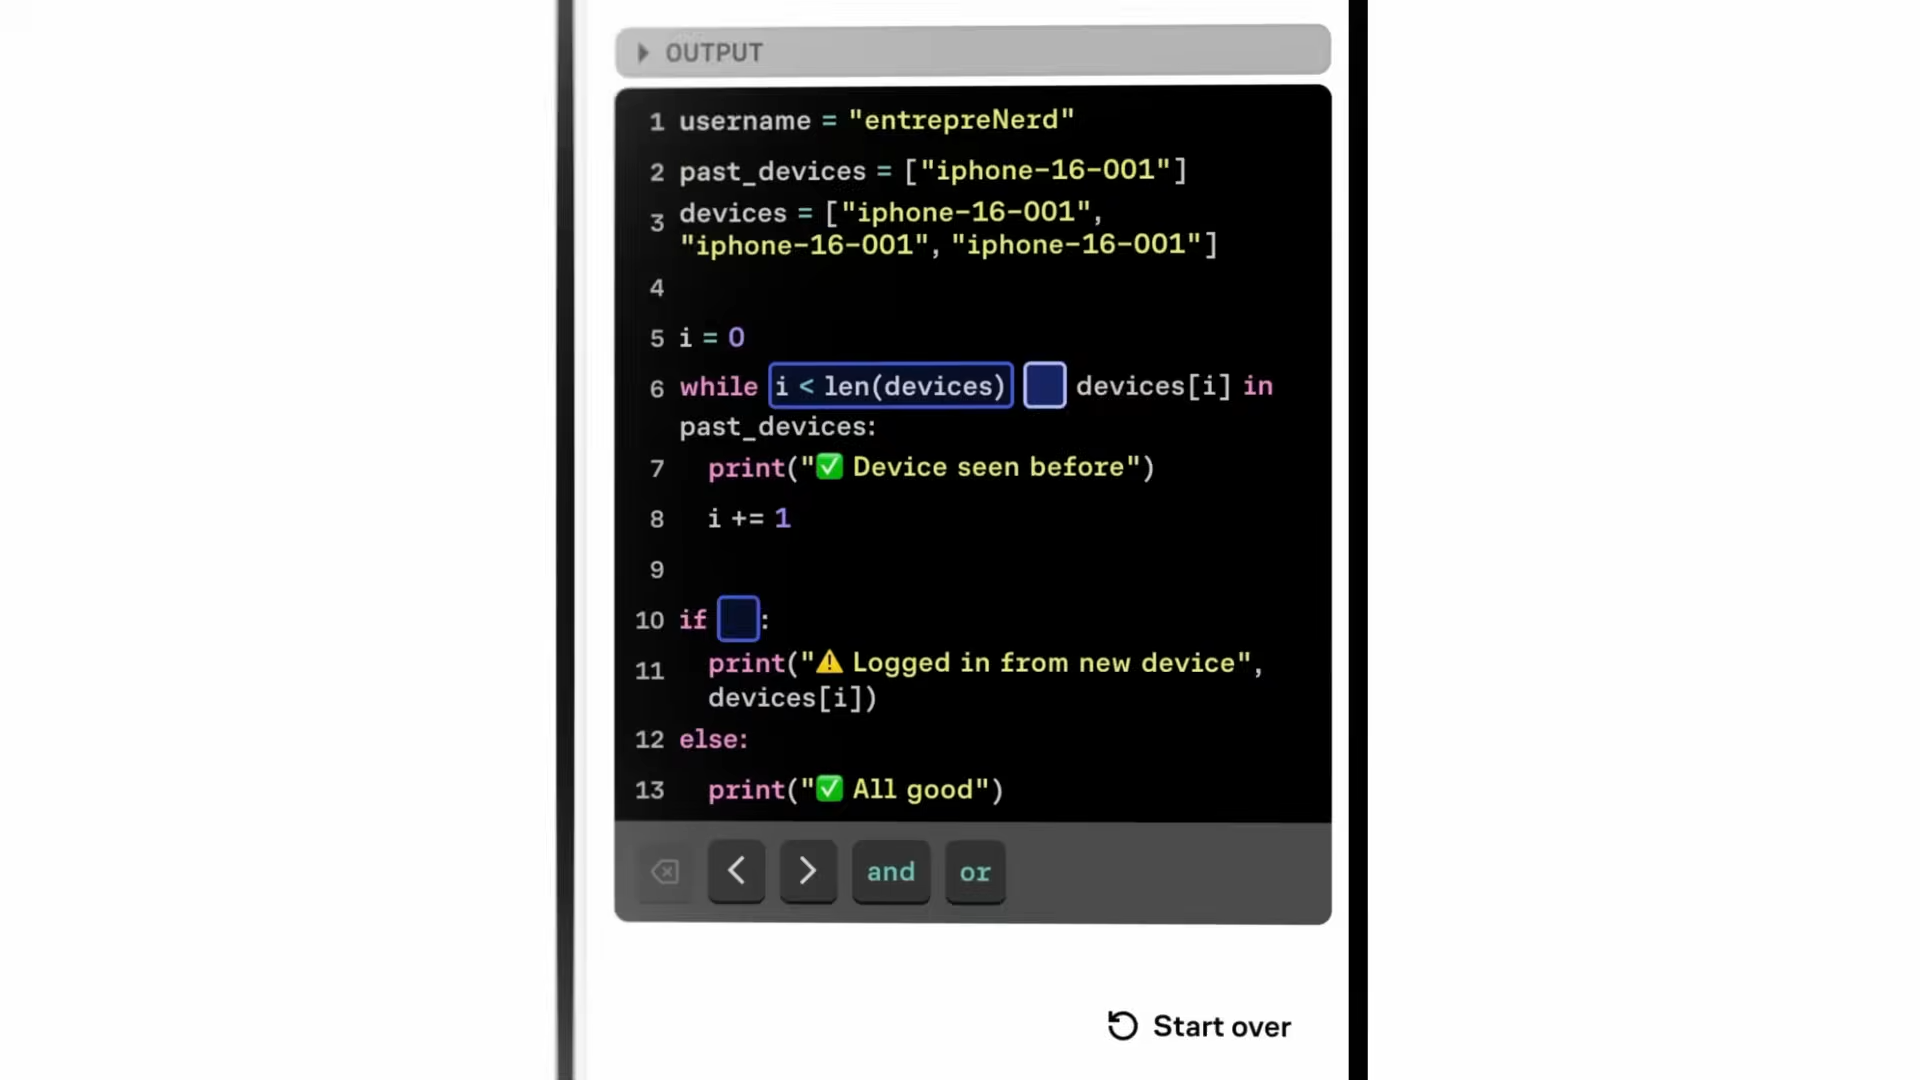 OUTPUT
1 username = "entrepreNerd"
2 past_devices = ["iphone-16-001"]
3 devices = ["iphone-16-001",
"iphone-16-001", "iphone-16-001"]
4
5 i = 0
6 while i < len(devices) devices[i] in
past_devices:
7 print("✅ Device seen before")
8 i += 1
9
10 if :
11 print("⚠️ Logged in from new device",
devices[i])
12 else:
13 print("✅ All good")
< > and or
Start over